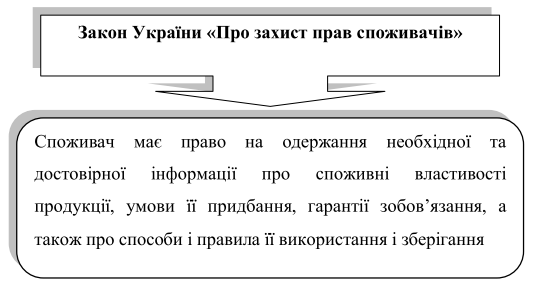 Закон України «Про захист прав споживачів»
Споживач має право на одержання необхідної та
достовірної інформації про споживні властивості
продукції, умови її придбання, гарантії зобов’язання, а
також про способи і правила її використання і зберігання